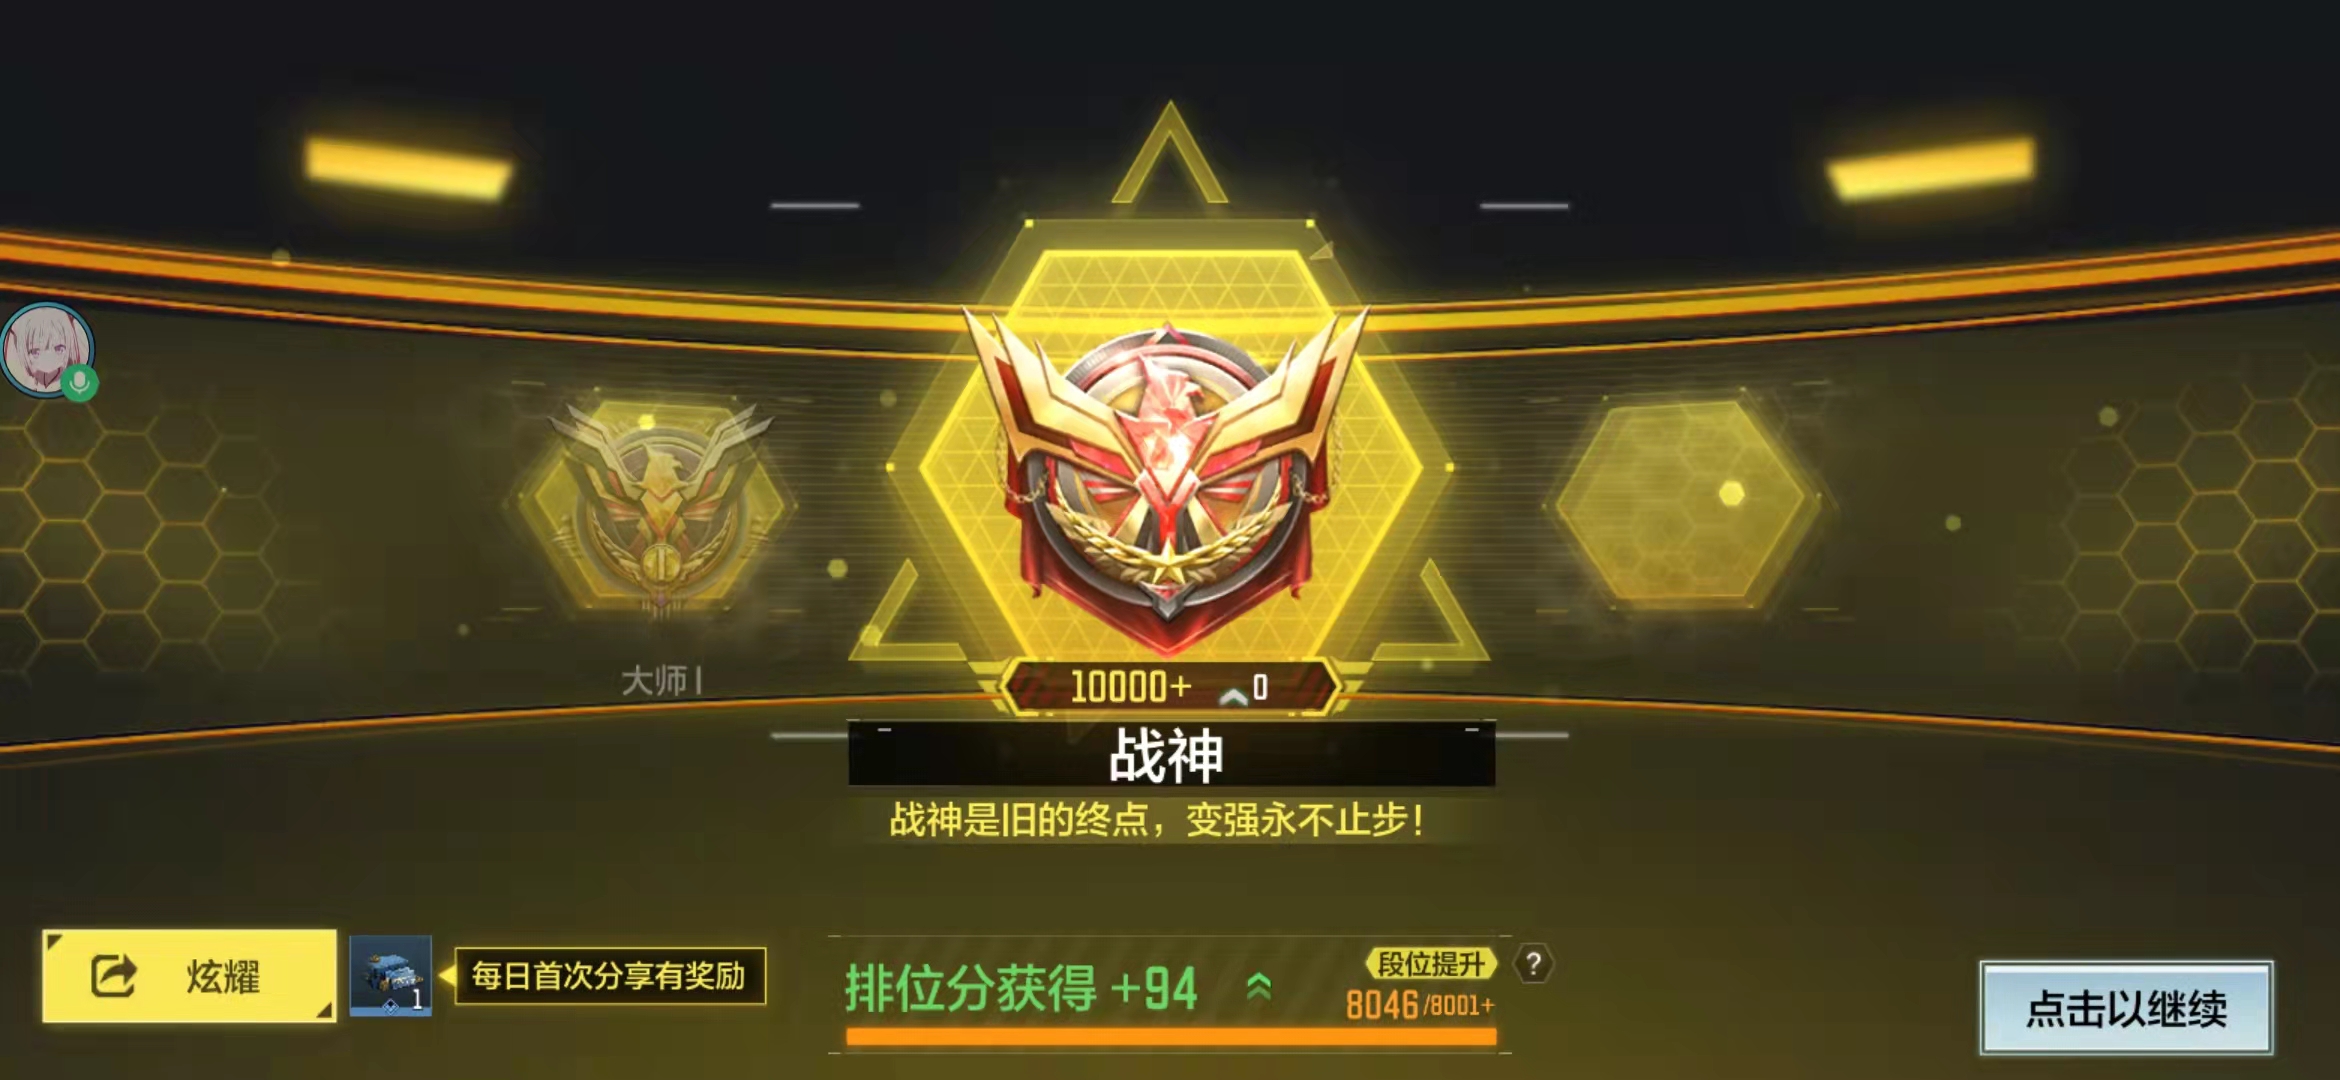 大师 I
10000+ 0
战神
战神是旧的终点，变强永不止步！
炫耀
1
每日首次分享有奖励
排位分获得 +94
段位提升
?
8046/8001+
点击以继续